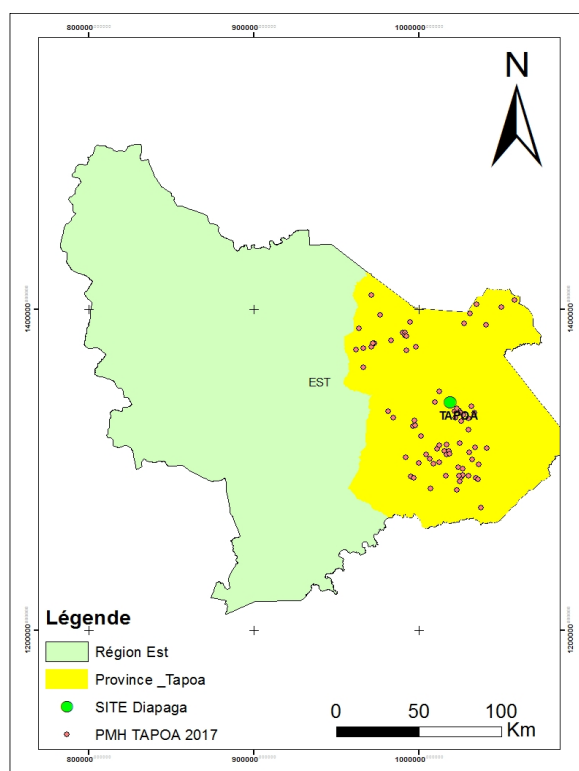 800000 900000 1000000
N
1400000 1400000
EST
TAPOA
1200000 1200000
Légende
Région Est
Province _Tapoa
SITE Diapaga
PMH TAPOA 2017
0 50 100
Km
800000 900000 1000000